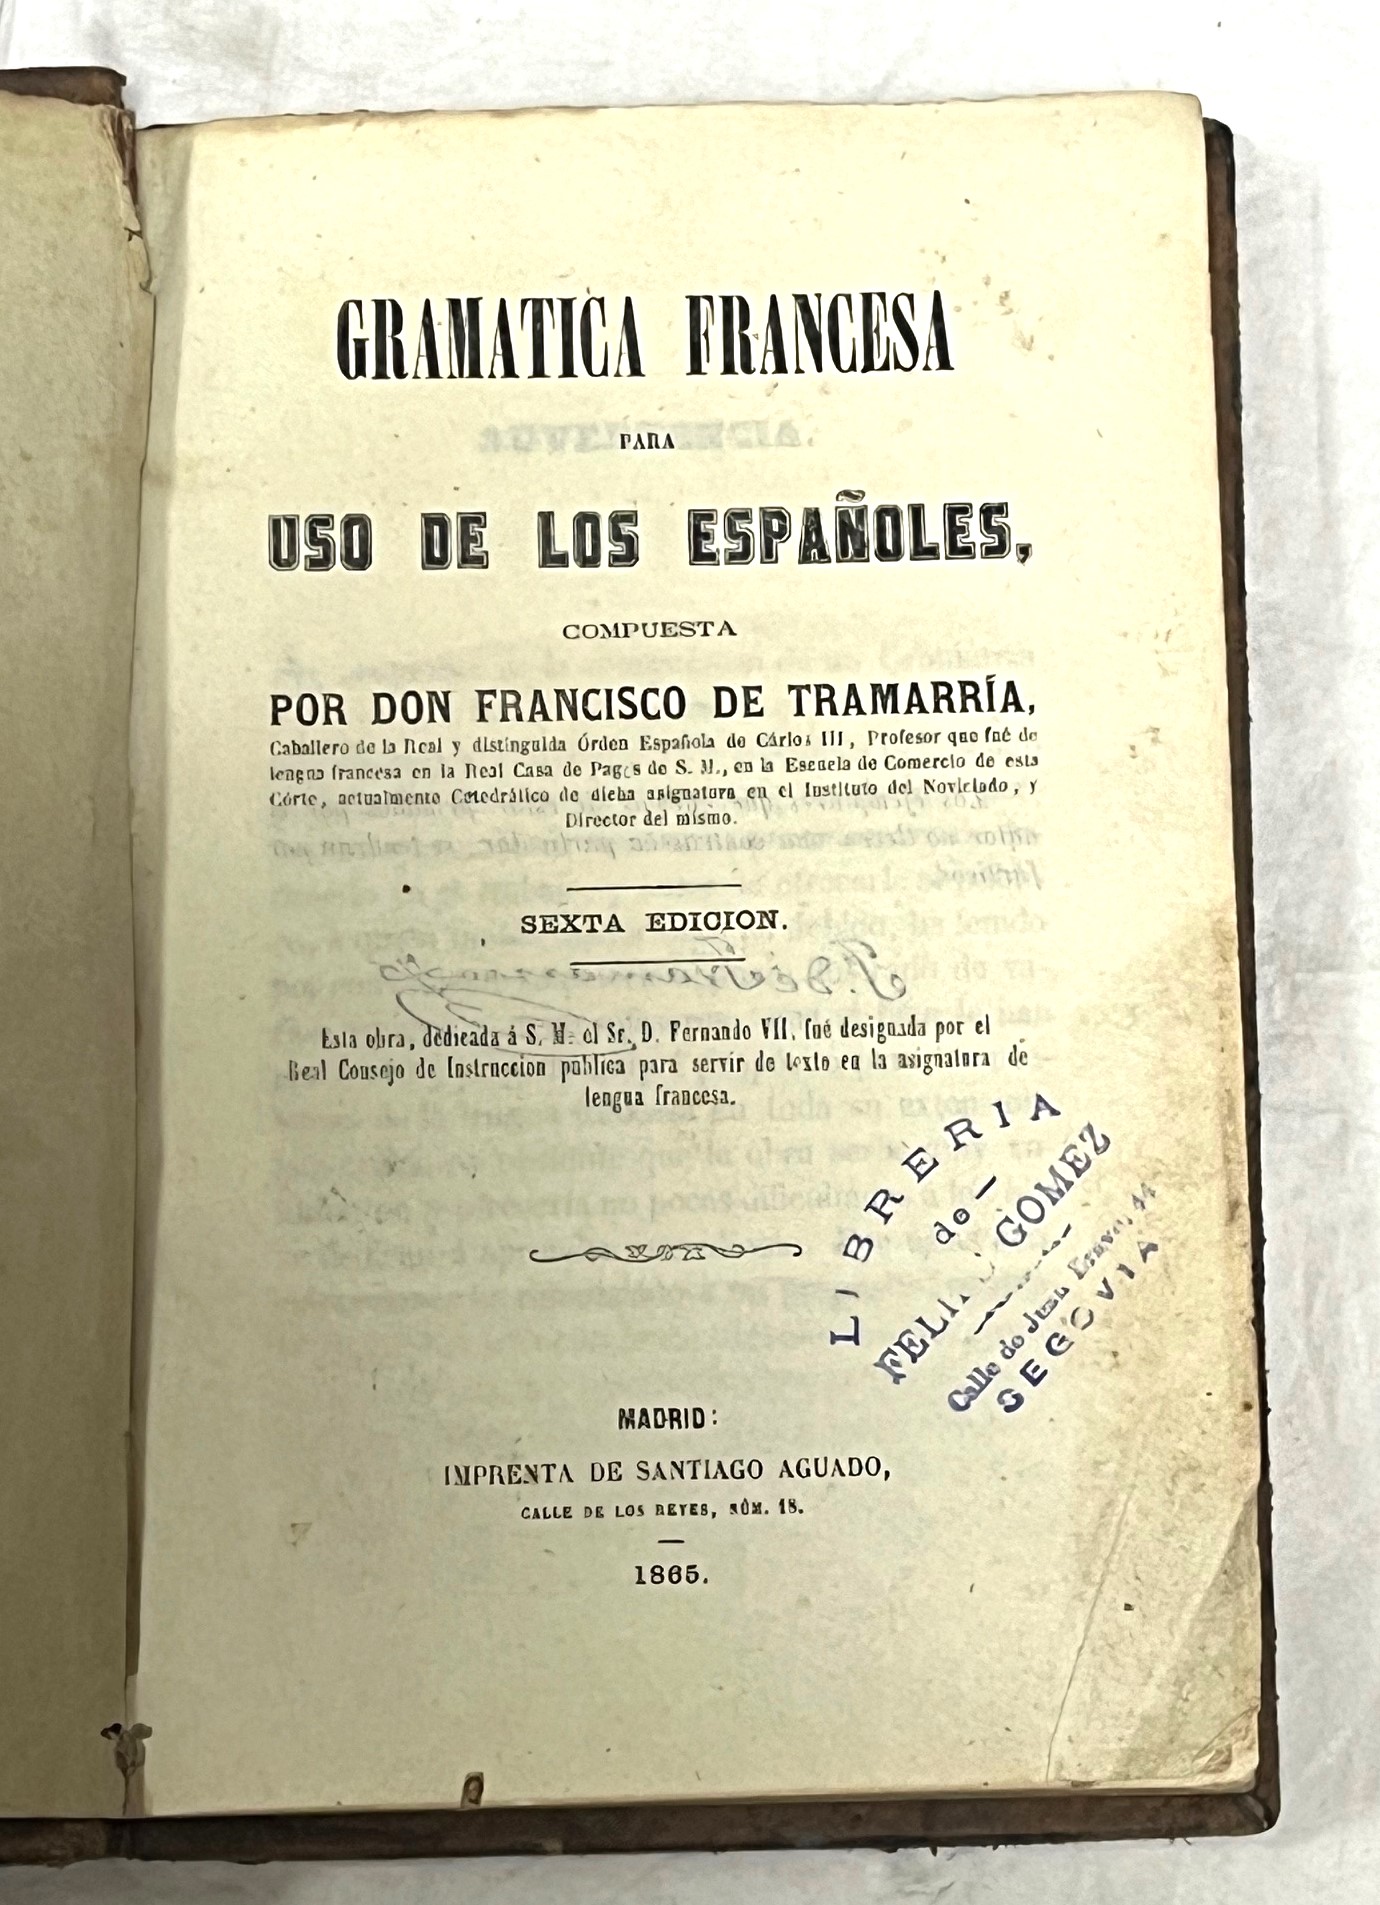 GRAMATICA FRANCESA
PARA
USO DE LOS ESPAÑOLES,
COMPUESTA
POR DON FRANCISCO DE TRAMARRÍA,
Caballero de la Real y distinguida Órden Española de Cárlos III, Profesor que fué de
lengua francesa en la Real Casa de Pages de S. M., en la Escuela de Comercio de esta
Córte, actualmente Catedrático de dicha asignatura en el Instituto del Noviciado, y
Director del mismo.
SEXTA EDICION.
Esta obra, dedicada á S. M. el Sr. D. Fernando VII, fué designada por el
Real Consejo de Instruccion pública para servir de texto en la asignatura de
lengua francesa.
LIBRERIA
de
GOMEZ
Calle de Juan Bravo,
SEGOVIA
MADRID:
IMPRENTA DE SANTIAGO AGUADO,
CALLE DE LOS REYES, NÚM. 18.
1865.